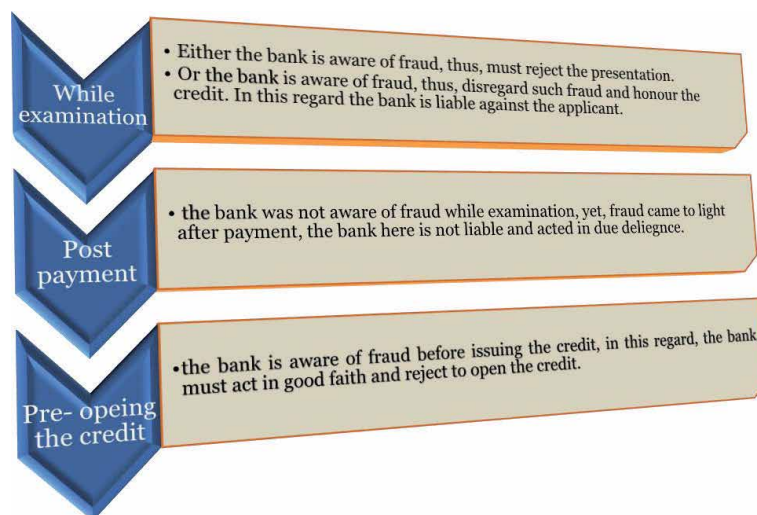 While
examination
• Either the bank is aware of fraud, thus, must reject the presentation.
• Or the bank is aware of fraud, thus, disregard such fraud and honour the
credit. In this regard the bank is liable against the applicant.
Post
payment
• the bank was not aware of fraud while examination, yet, fraud came to light
after payment, the bank here is not liable and acted in due deliegnce.
Pre- opeing
the credit
•the bank is aware of fraud before issuing the credit, in this regard, the bank
must act in good faith and reject to open the credit.